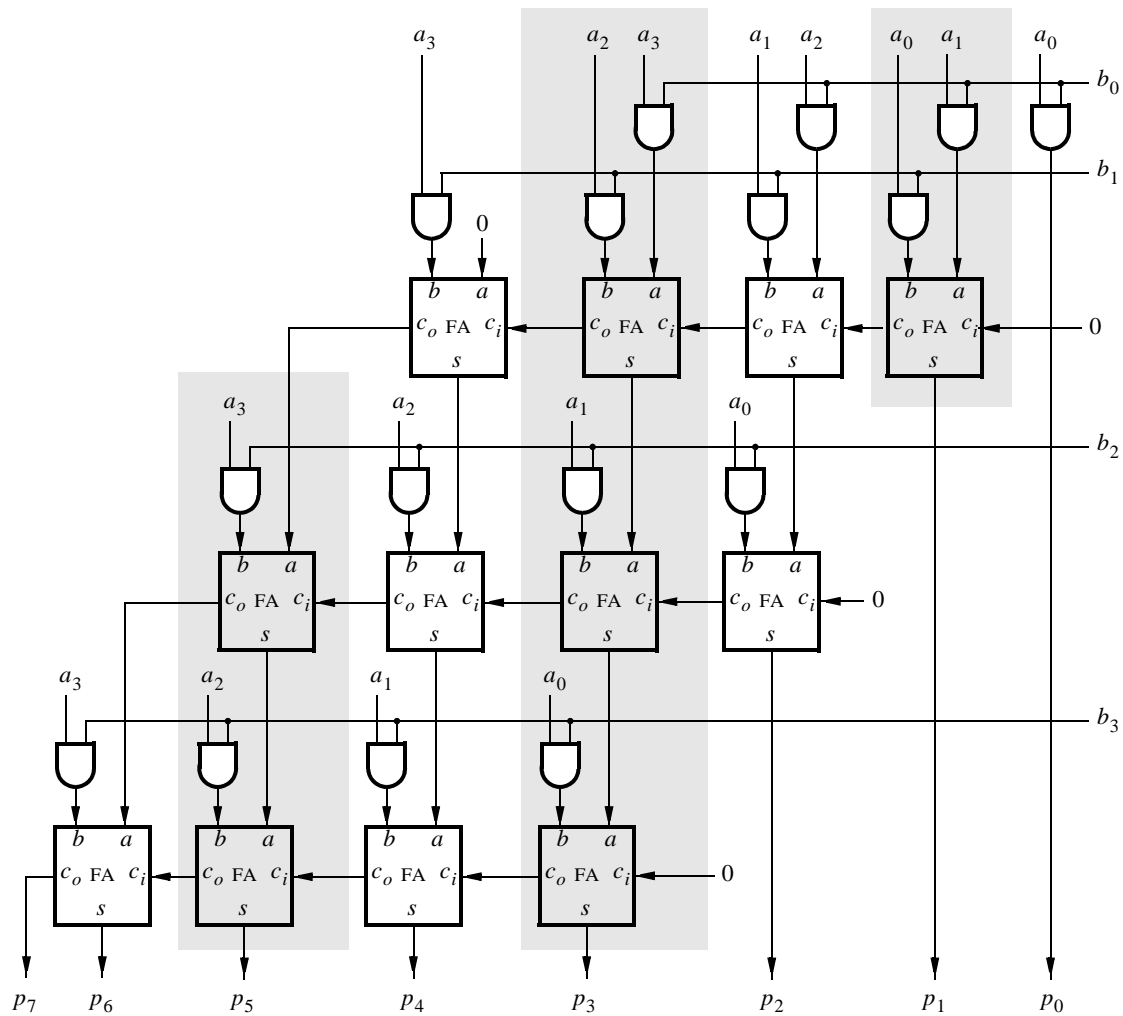 a3 a2 a3 a1 a2 a0 a1 a0
b0
b1
0
b a b a b a b a
co FA ci co FA ci co FA ci co FA ci 0
s s s s
a3 a2 a1 a0
b2
b a b a b a b a
co FA ci co FA ci co FA ci co FA ci 0
s s s s
a3 a2 a1 a0
b3
b a b a b a b a
co FA ci co FA ci co FA ci co FA ci 0
s s s s
p7 p6 p5 p4 p3 p2 p1 p0